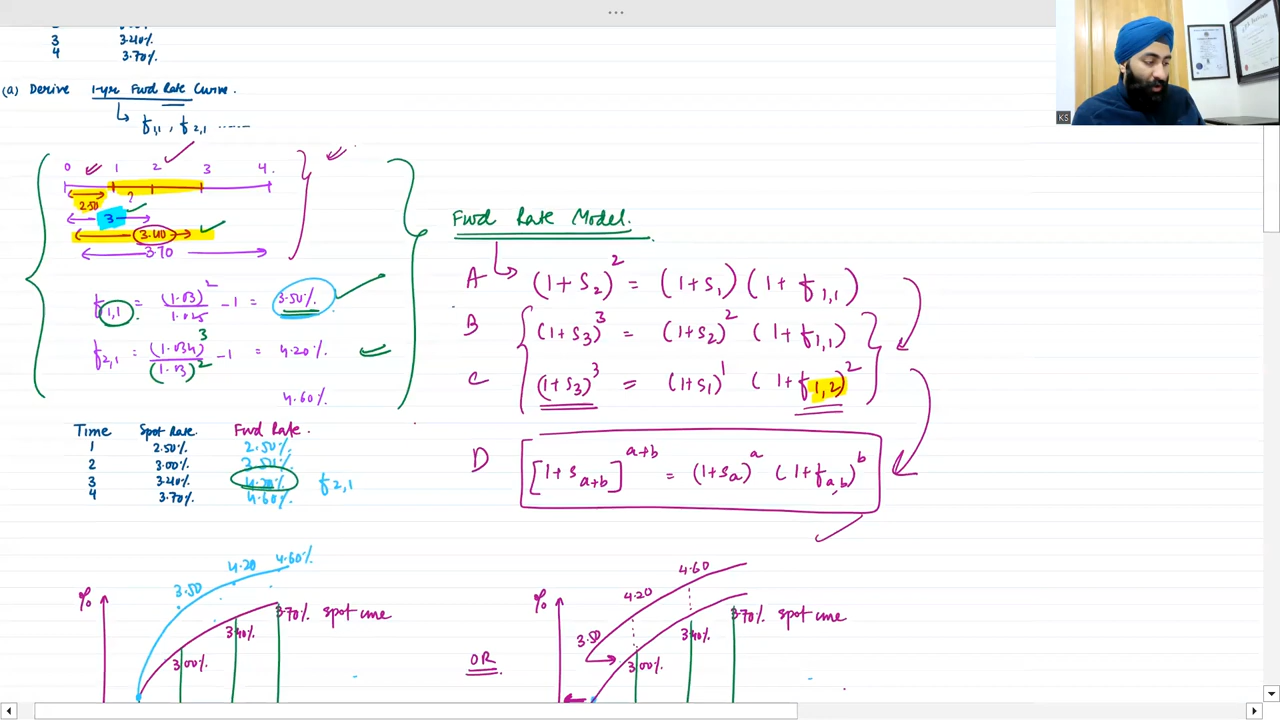 3 3.40%
4 3.70%
(a) Derive 1-yr Fwd Rate Curve.
f1,1 , f2,1 ......
0 1 2 3 4
2.50 ?
3
3.40
3.70
f1,1 = (1.03)² / 1.025 - 1 = 3.50%
f2,1 = (1.034)³ / (1.03)² - 1 = 4.20%
4.60%
Time Spot Rate Fwd Rate.
1 2.50% 2.50%
2 3.00% 3.50%
3 3.40% 4.20% f2,1
4 3.70% 4.60%
Fwd Rate Model.
A (1+S₂)² = (1+S₁) (1+f1,1)
B (1+S₃)³ = (1+S₂)² (1+f1,1)
C (1+S₃)³ = (1+S₁)¹ (1+f1,2)²
D [1+Sa+b]^a+b = (1+Sa)^a (1+fa,b)^b
%
3.50 4.20 4.60%
3.00% 3.40% 3.70% Spot curve
OR
%
3.50 4.20 4.60
3.00% 3.40% 3.70% Spot curve
KS